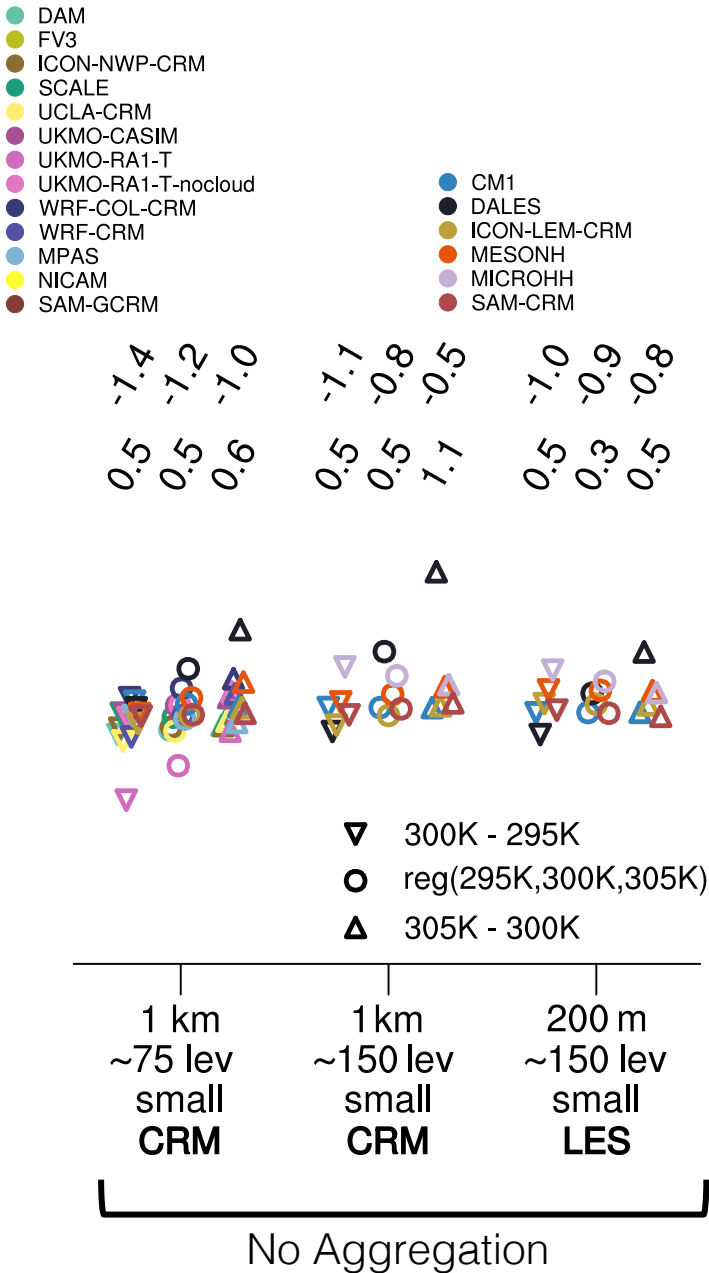 DAM
FV3
ICON-NWP-CRM
SCALE
UCLA-CRM
UKMO-CASIM
UKMO-RA1-T
UKMO-RA1-T-nocloud
WRF-COL-CRM
WRF-CRM
MPAS
NICAM
SAM-GCRM
CM1
DALES
ICON-LEM-CRM
MESONH
MICROHH
SAM-CRM
-1.4 -1.2 -1.0 -1.1 -0.8 -0.5 -1.0 -0.9 -0.8
0.5 0.5 0.6 0.5 0.5 1.1 0.5 0.3 0.5
300K - 295K
reg(295K,300K,305K)
305K - 300K
1 km
~75 lev
small
CRM
1km
~150 lev
small
CRM
200 m
~150 lev
small
LES
No Aggregation